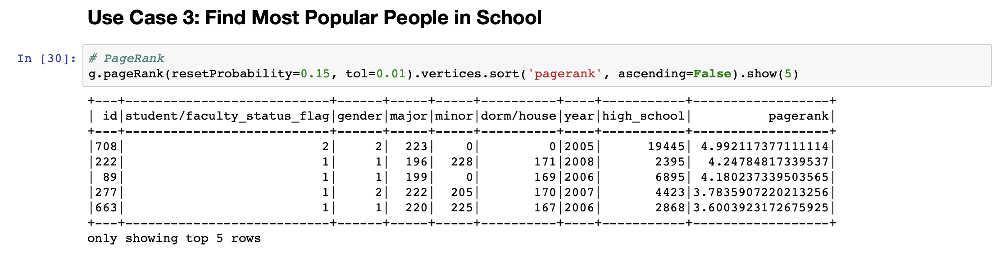 Use Case 3: Find Most Popular People in School
In [30]:
# PageRank
g.pageRank(resetProbability=0.15, tol=0.01).vertices.sort('pagerank', ascending=False).show(5)
+---+---------------------------+------+-----+-----+----------+----+-----------+------------------+
| id|student/faculty_status_flag|gender|major|minor|dorm/house|year|high_school|          pagerank|
+---+---------------------------+------+-----+-----+----------+----+-----------+------------------+
|708|                          2|     2|  223|    0|         0|2005|      19445| 4.992117377111114|
|222|                          1|     1|  196|  228|       171|2008|       2395|  4.24784817339537|
| 89|                          1|     1|  199|    0|       169|2006|       6895| 4.180237339503565|
|277|                          1|     2|  222|  205|       170|2007|       4423|3.7835907220213256|
|663|                          1|     1|  220|  225|       167|2006|       2868|3.6003923172675925|
+---+---------------------------+------+-----+-----+----------+----+-----------+------------------+
only showing top 5 rows